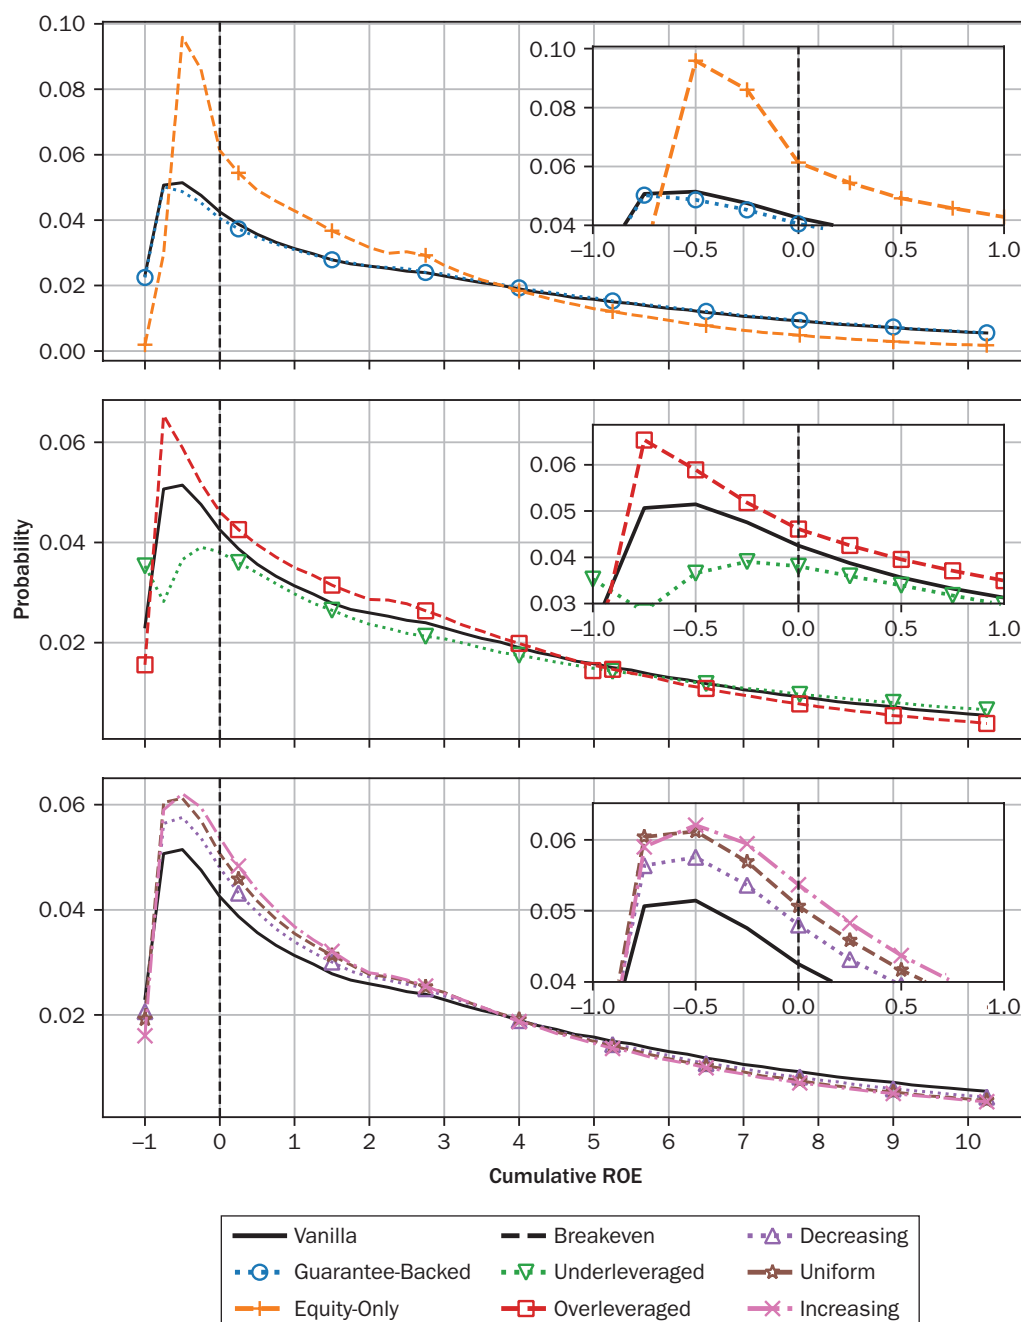 0.10
0.08
0.06
0.04
0.02
0.00
0.10
0.08
0.06
0.04
−1.0 −0.5 0.0 0.5 1.0
Probability
0.06
0.04
0.02
0.06
0.05
0.04
0.03
−1.0 −0.5 0.0 0.5 1.0
0.06
0.04
0.02
0.06
0.05
0.04
−1.0 −0.5 0.0 0.5 1.0
−1 0 1 2 3 4 5 6 7 8 9 10
Cumulative ROE
Vanilla Breakeven Decreasing
Guarantee-Backed Underleveraged Uniform
Equity-Only Overleveraged Increasing